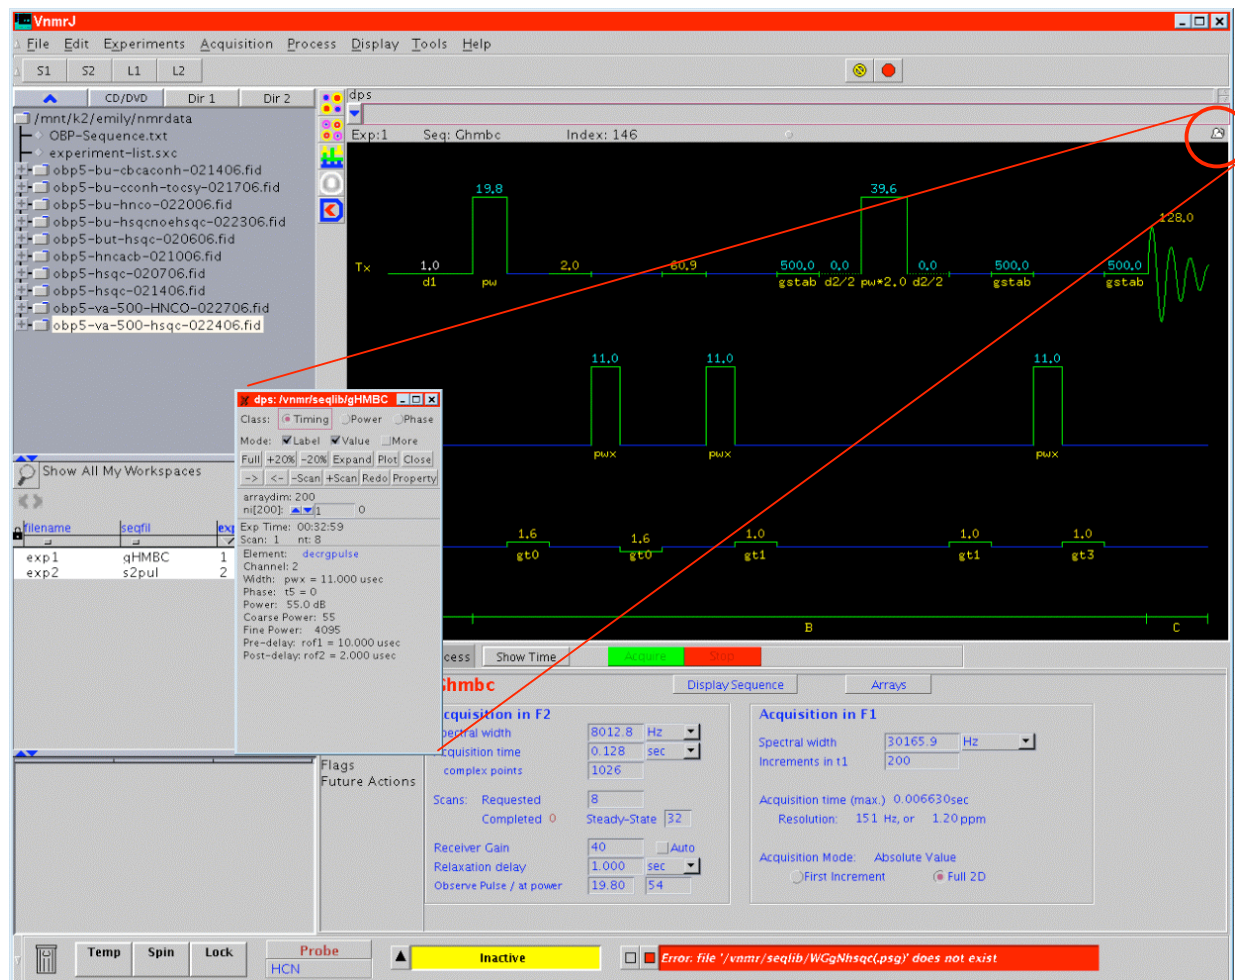 VnmrJ
File Edit Experiments Acquisition Process Display Tools Help
S1 S2 L1 L2
CD/DVD Dir 1 Dir 2
/mnt/k2/emily/nmrdata
OBP-Sequence.txt
experiment-list.sxc
obp5-bu-cbcaconh-021406.fid
obp5-bu-cconh-tocsy-021706.fid
obp5-bu-hnco-022006.fid
obp5-bu-hsqcnoehsqc-022306.fid
obp5-but-hsqc-020606.fid
obp5-hncacb-021006.fid
obp5-hsqc-020706.fid
obp5-hsqc-021406.fid
obp5-va-500-HNCO-022706.fid
obp5-va-500-hsqc-022406.fid
dps
Exp:1 Seq: Ghmbc Index: 146
19.8 39.6
128.0
Tx 1.0 2.0 60.9 500.0 0.0 0.0 500.0 500.0
d1 pw gstab d2/2 pw*2.0 d2/2 gstab gstab
11.0 11.0 11.0
pwx pwx pwx
1.6 1.6 1.0 1.0 1.0
gt0 gt0 gt1 gt1 gt3
B C
dps: /vnmr/seqlib/gHMBC
Class: Timing Power Phase
Mode: Label Value More
Full +20% -20% Expand Plot Close
-> <- -Scan +Scan Redo Property
arraydim: 200
ni[200]: 1 0
Exp Time: 00:32:59
Scan: 1 nt: 8
Element: decrgpulse
Channel: 2
Width: pwx = 11.000 usec
Phase: t5 = 0
Power: 55.0 dB
Coarse Power: 55
Fine Power: 4095
Pre-delay: rof1 = 10.000 usec
Post-delay: rof2 = 2.000 usec
Show All My Workspaces
filename seqfil exp
exp1 gHMBC 1
exp2 s2pul 2
cess Show Time Acquire Stop
Ghmbc Display Sequence Arrays
Flags
Future Actions
Acquisition in F2
Spectral width 8012.8 Hz
Acquisition time 0.128 sec
complex points 1026
Scans: Requested 8
Completed 0 Steady-State 32
Receiver Gain 40 Auto
Relaxation delay 1.000 sec
Observe Pulse / at power 19.80 54
Acquisition in F1
Spectral width 30165.9 Hz
Increments in t1 200
Acquisition time (max.) 0.006630sec
Resolution: 151 Hz, or 1.20 ppm
Acquisition Mode: Absolute Value
First Increment Full 2D
Temp Spin Lock
Probe
HCN
Inactive
Error: file '/vnmr/seqlib/WGgNhsqc(.psg)' does not exist